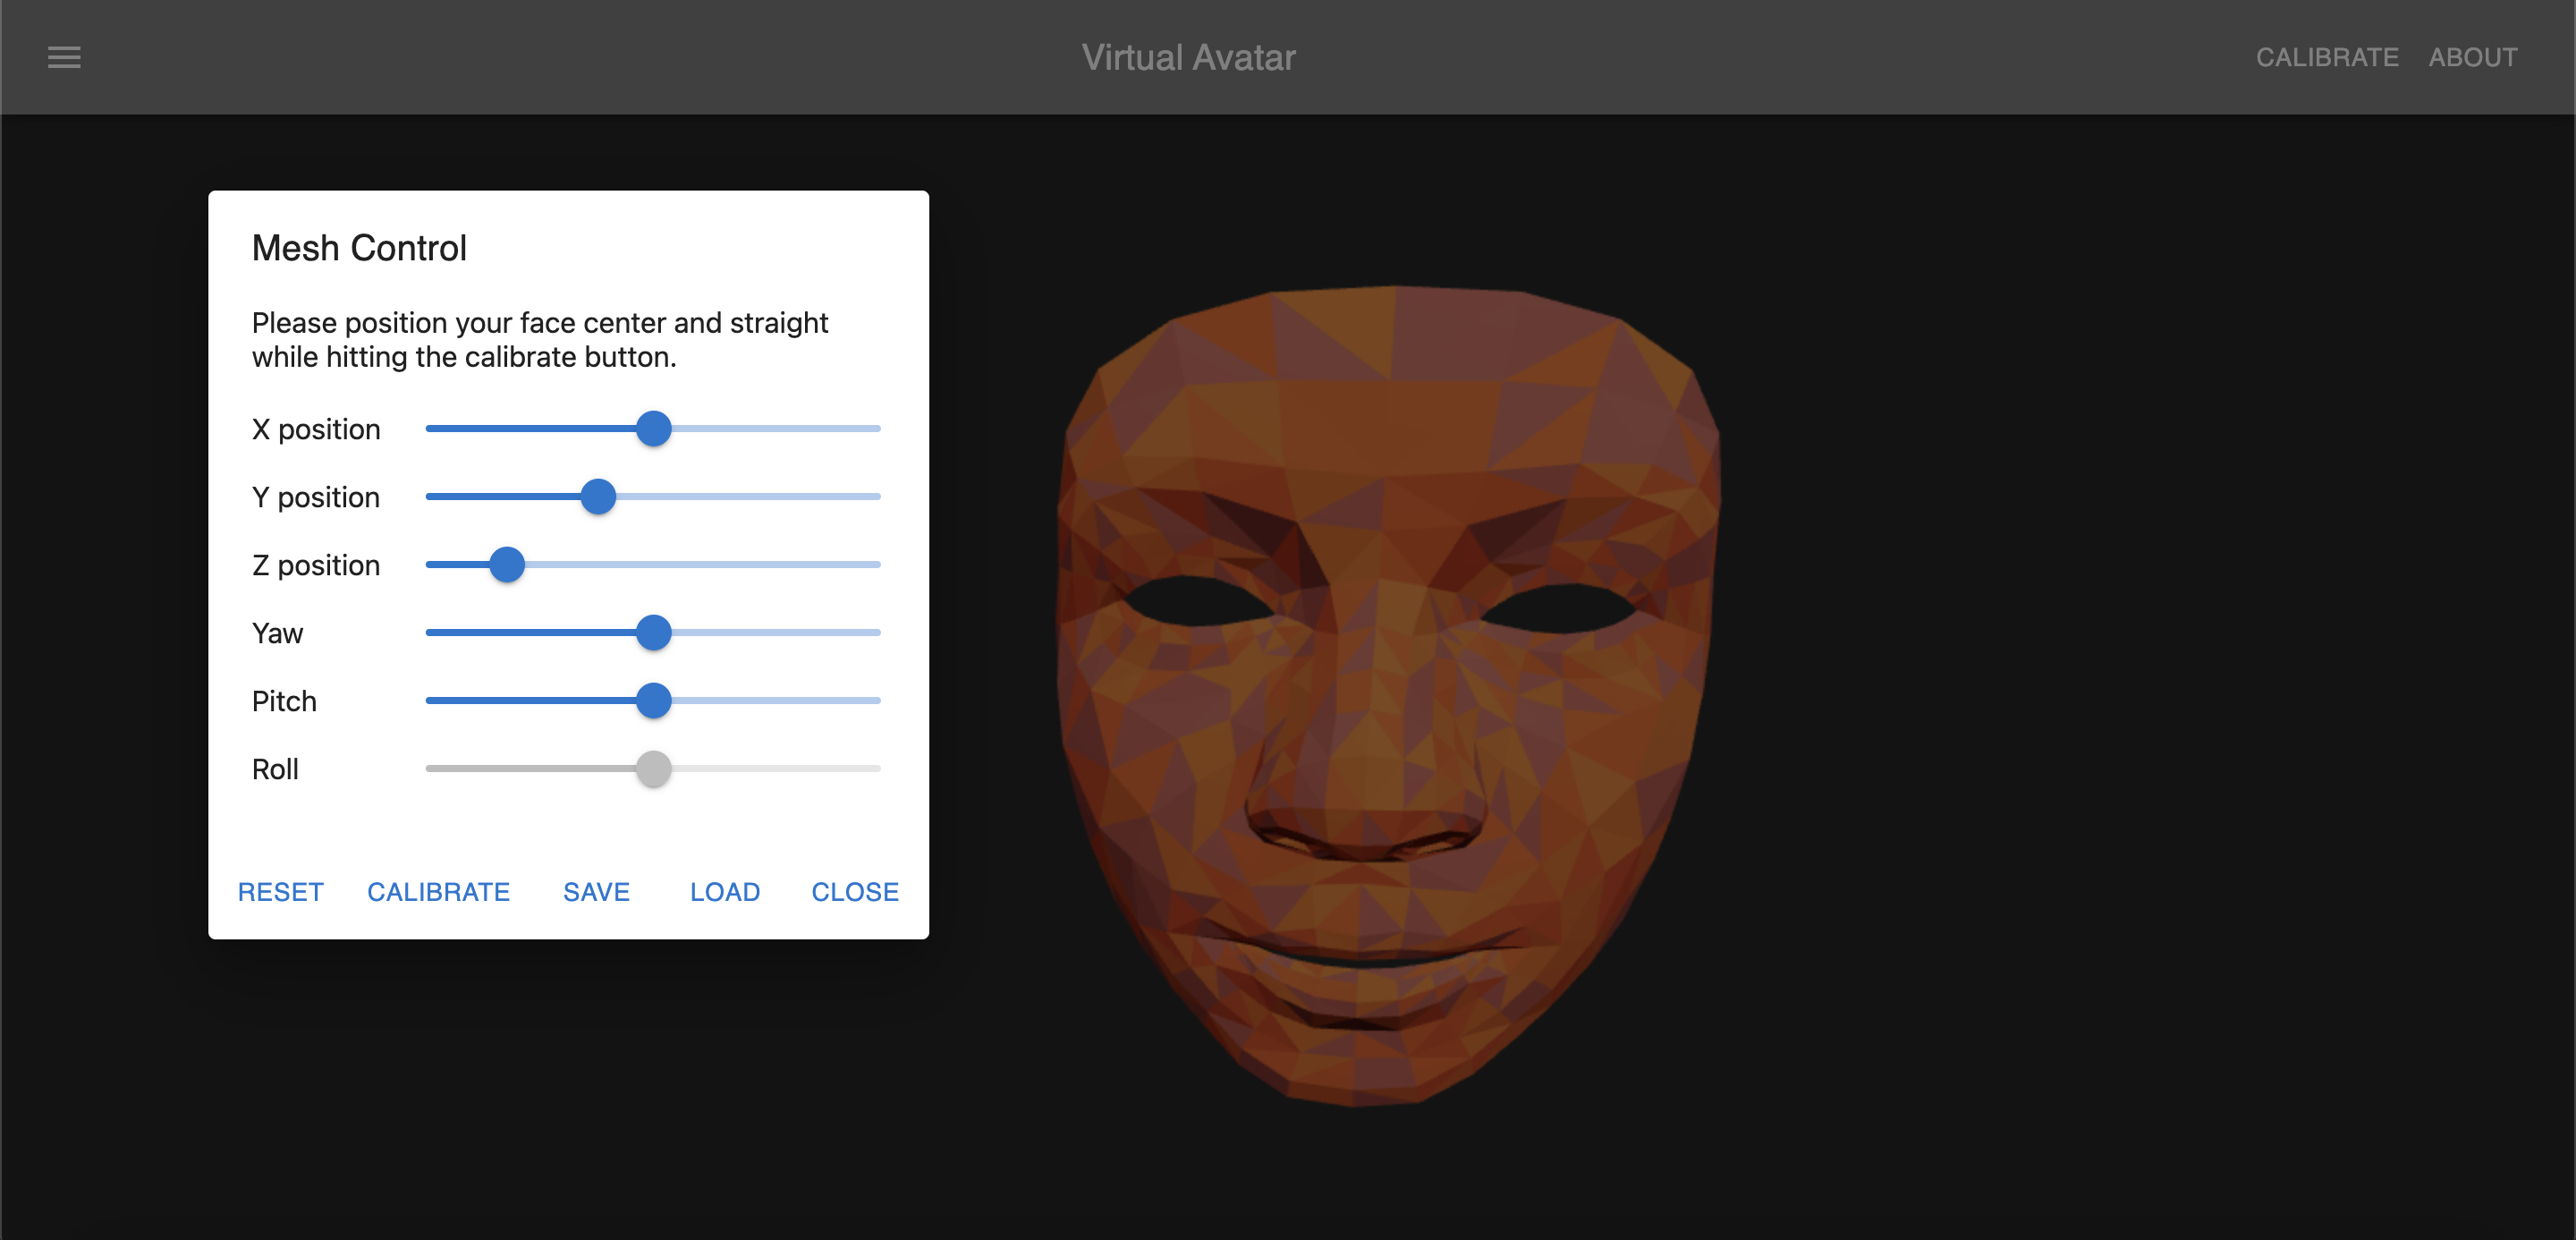 Virtual Avatar
CALIBRATE ABOUT
Mesh Control
Please position your face center and straight
while hitting the calibrate button.
X position
Y position
Z position
Yaw
Pitch
Roll
RESET CALIBRATE SAVE LOAD CLOSE